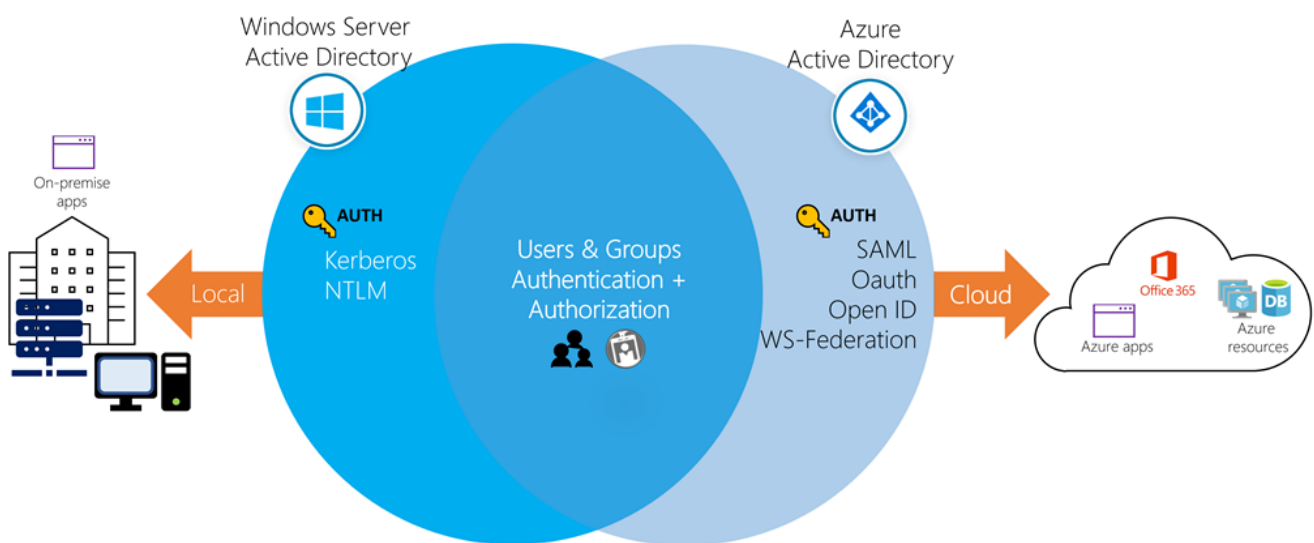 Windows Server
Active Directory
Azure
Active Directory
On-premise
apps
AUTH
Kerberos
NTLM
Local
Users & Groups
Authentication +
Authorization
AUTH
SAML
Oauth
Open ID
WS-Federation
Cloud
Office 365
DB
Azure apps
Azure
resources